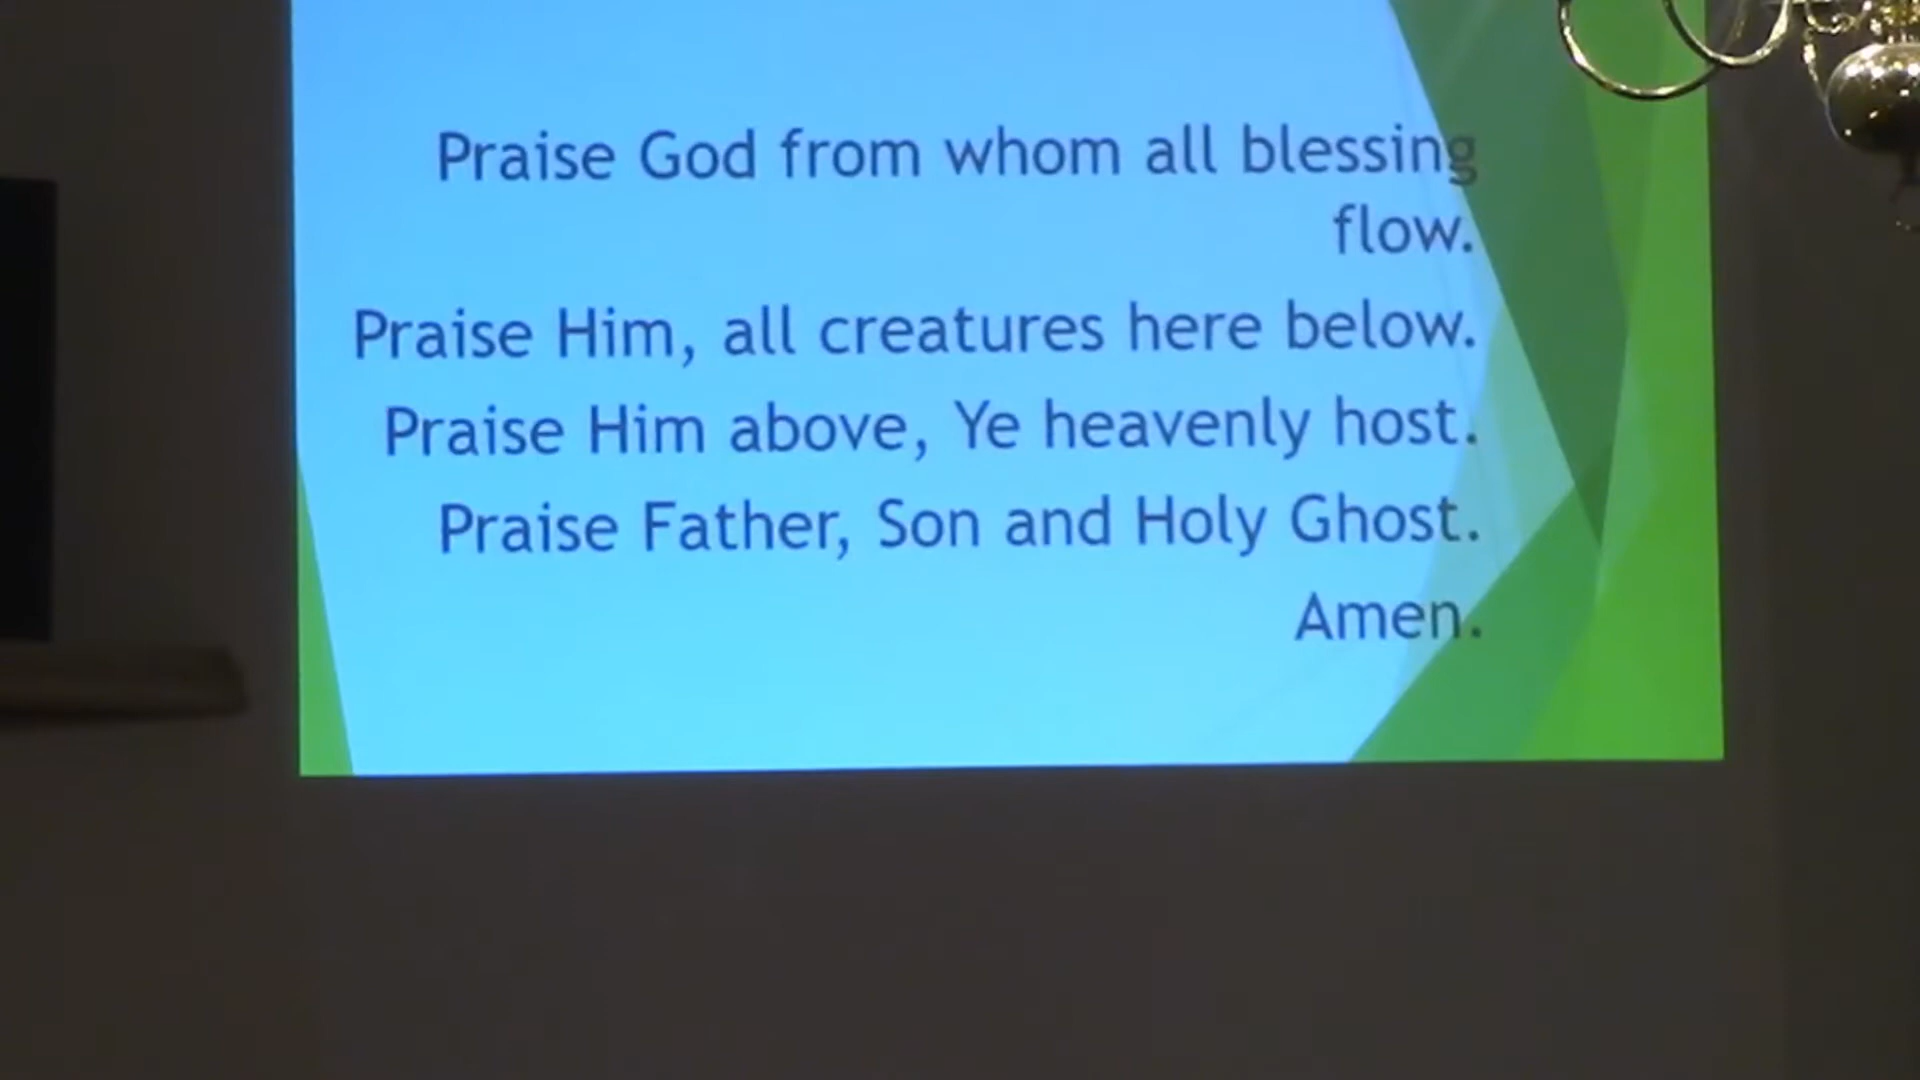 Praise God from whom all blessing
flow.
Praise Him, all creatures here below.
Praise Him above, Ye heavenly host.
Praise Father, Son and Holy Ghost.
Amen.